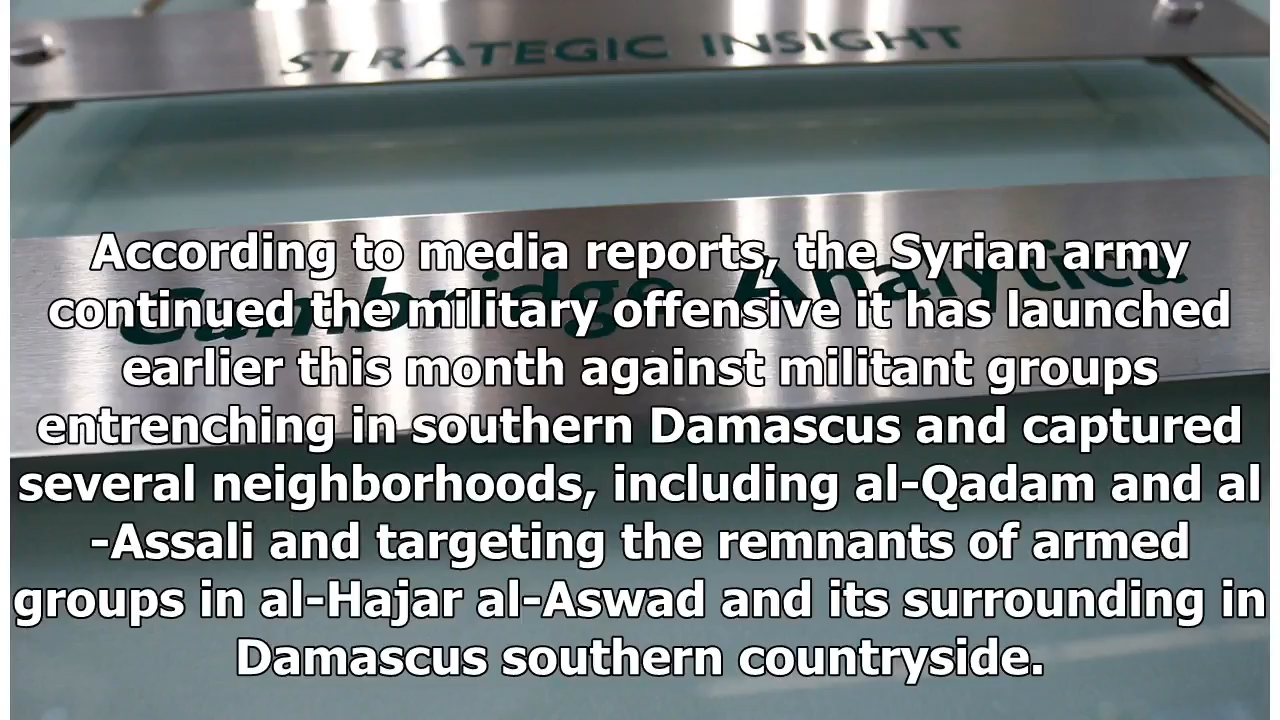 STRATEGIC INSIGHT
Cambridge Analytica
According to media reports, the Syrian army
continued the military offensive it has launched
earlier this month against militant groups
entrenching in southern Damascus and captured
several neighborhoods, including al-Qadam and al
-Assali and targeting the remnants of armed
groups in al-Hajar al-Aswad and its surrounding in
Damascus southern countryside.